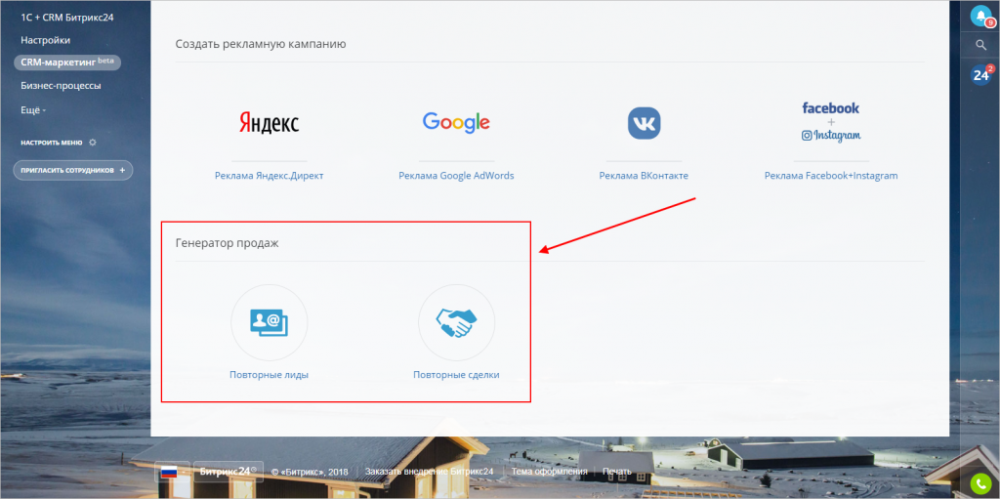 1С + CRM Битрикс24
Настройки
CRM-маркетинг beta
Бизнес-процессы
Ещё -
НАСТРОИТЬ МЕНЮ
ПРИГЛАСИТЬ СОТРУДНИКОВ +
Создать рекламную кампанию
Яндекс
Google
facebook
+
Instagram
Реклама Яндекс.Директ
Реклама Google AdWords
Реклама ВКонтакте
Реклама Facebook+Instagram
Генератор продаж
@
Повторные лиды
Повторные сделки
Битрикс24
© «Битрикс», 2018
Заказать внедрение Битрикс24
Тема оформления
Печать
9
24
2